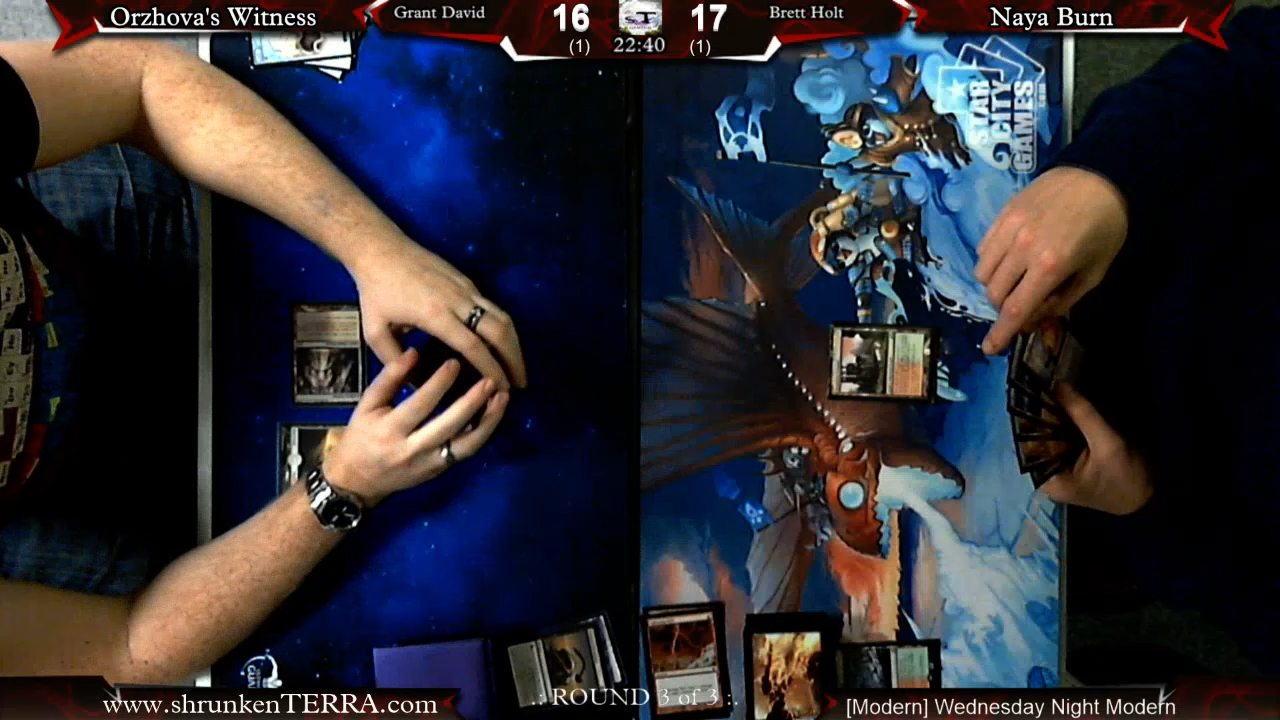 Orzhova's Witness
Grant David
16
(1)
22:40
17
(1)
Brett Holt
Naya Burn
STAR
CITY
GAMES
.com
www.shrunkenTERRA.com
.: ROUND 3 of 3 :.
[Modern] Wednesday Night Modern